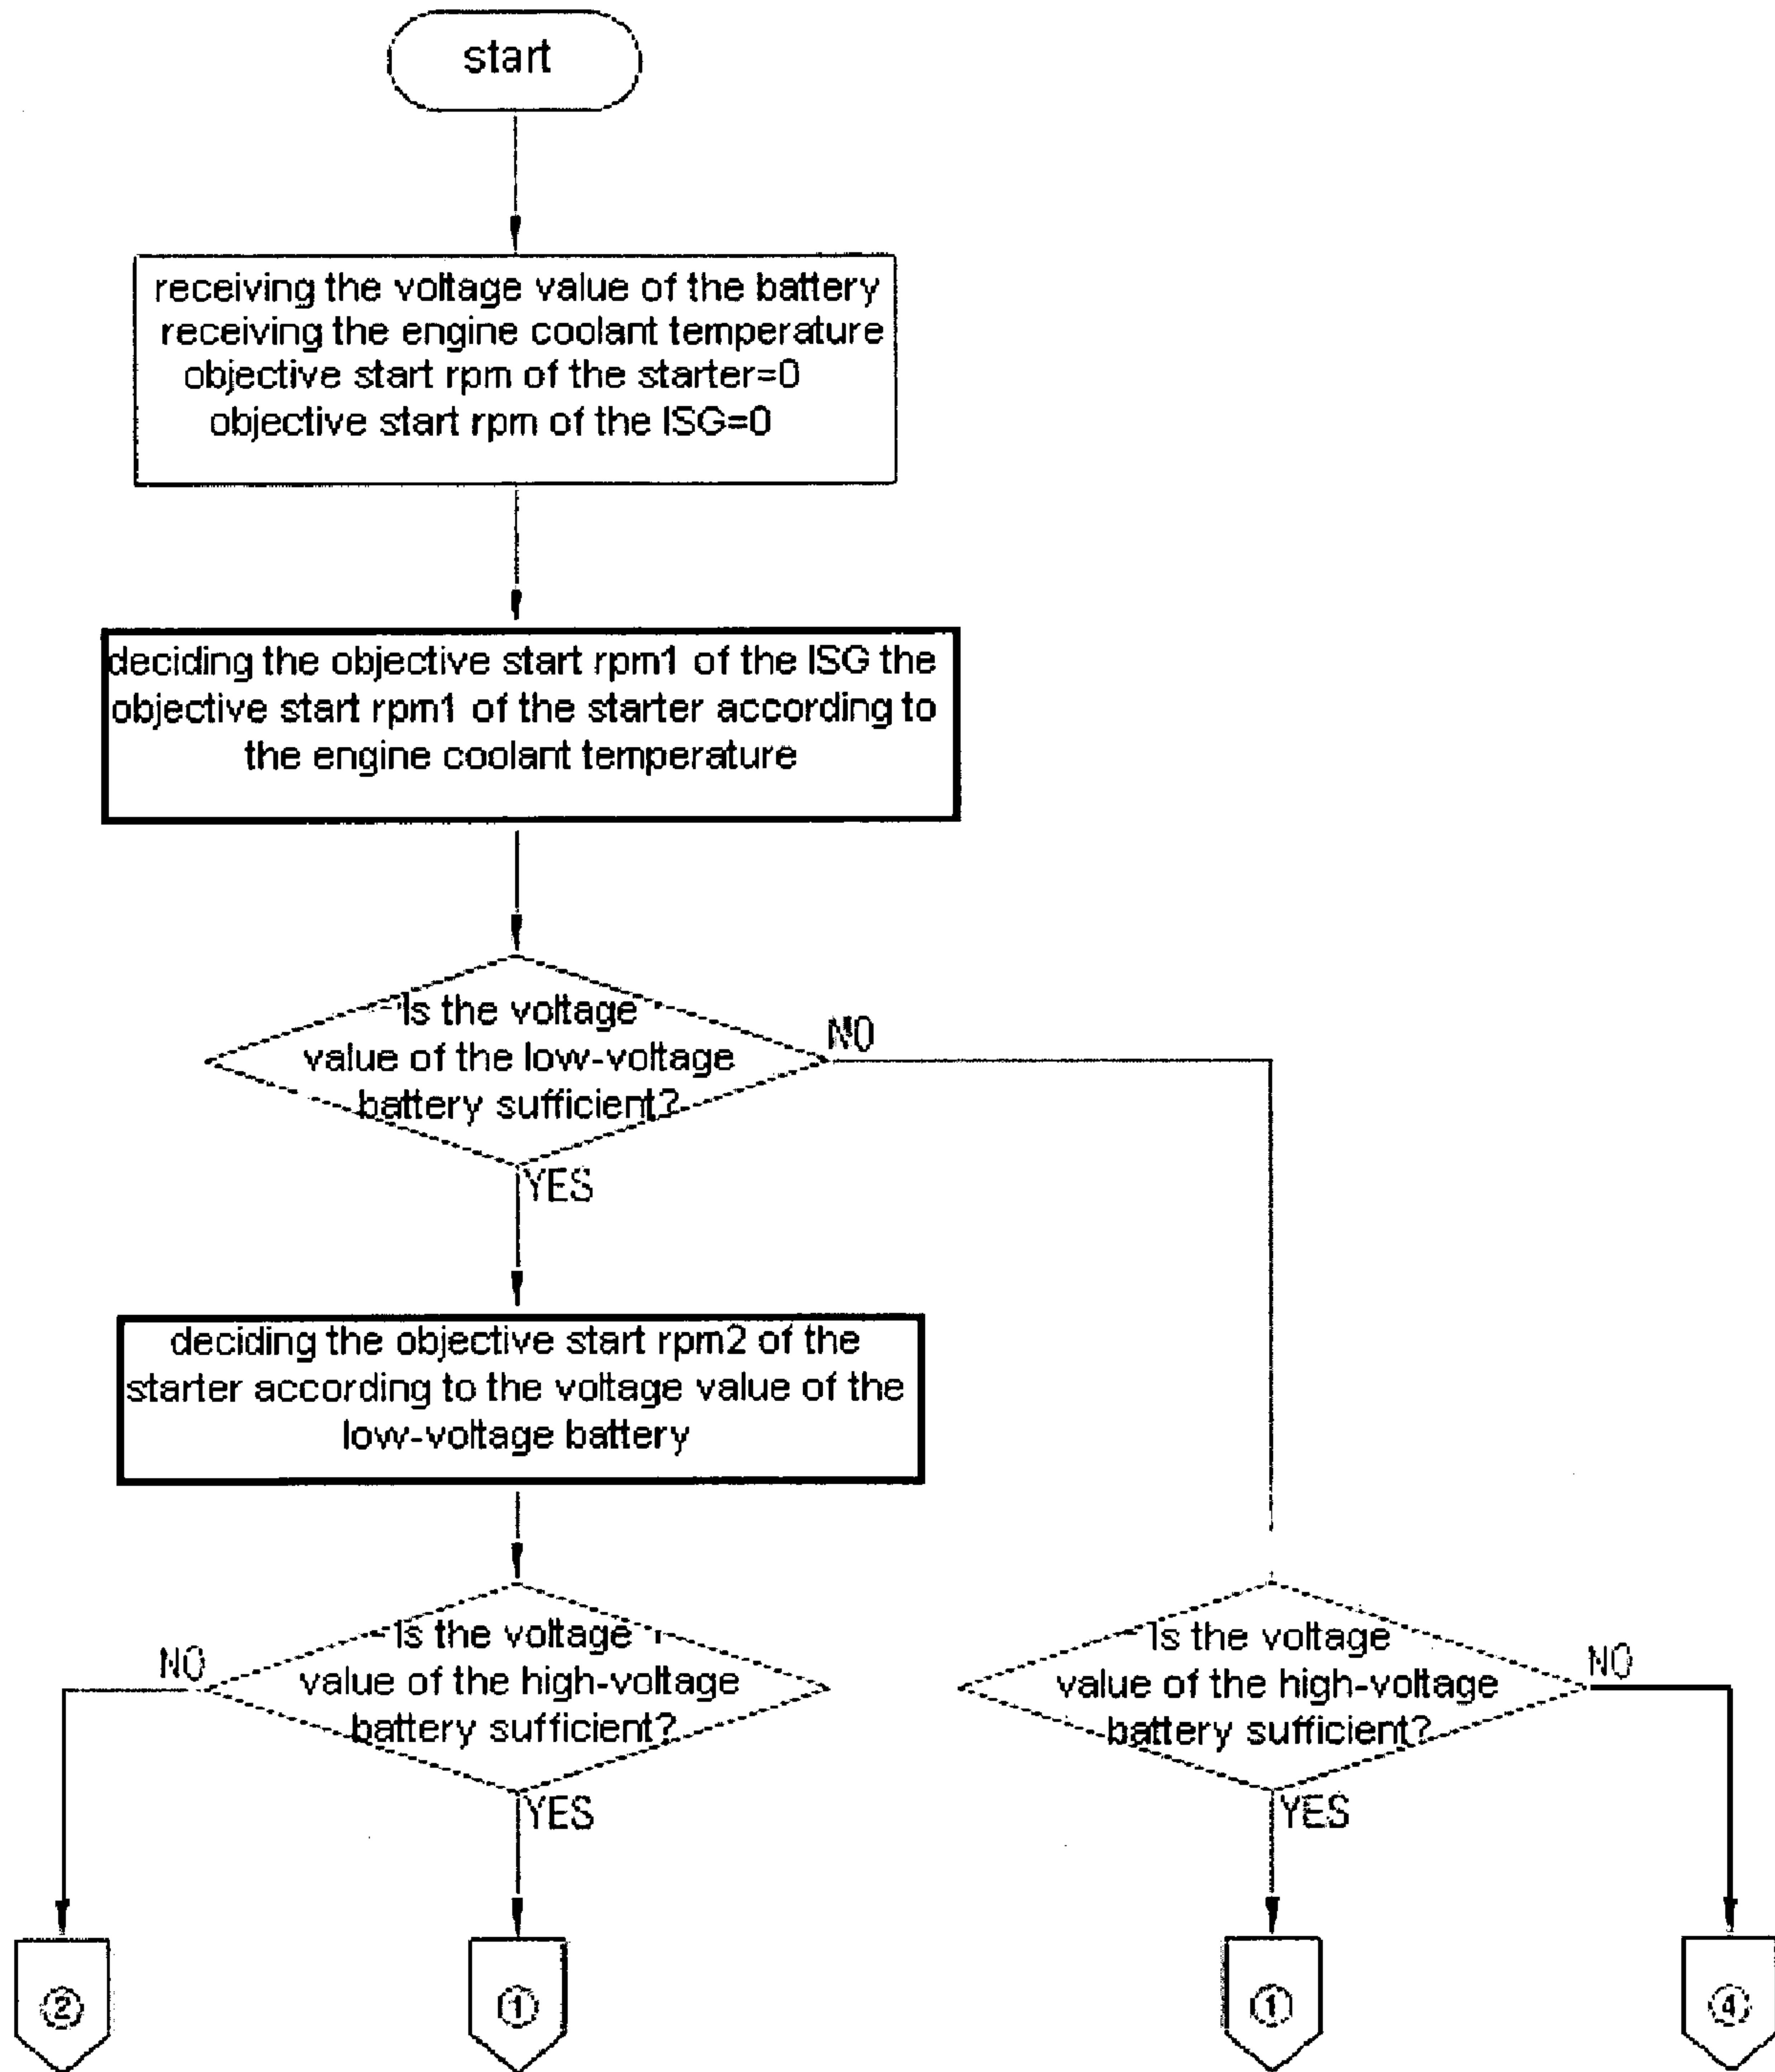 start
receiving the voltage value of the battery
receiving the engine coolant temperature
objective start rpm of the starter=0
objective start rpm of the ISG=0
deciding the objective start rpm1 of the ISG the
objective start rpm1 of the starter according to
the engine coolant temperature
Is the voltage
value of the low-voltage
battery sufficient?
NO
YES
deciding the objective start rpm2 of the
starter according to the voltage value of the
low-voltage battery
Is the voltage
value of the high-voltage
battery sufficient?
NO
YES
Is the voltage
value of the high-voltage
battery sufficient?
NO
YES
②
①
①
④